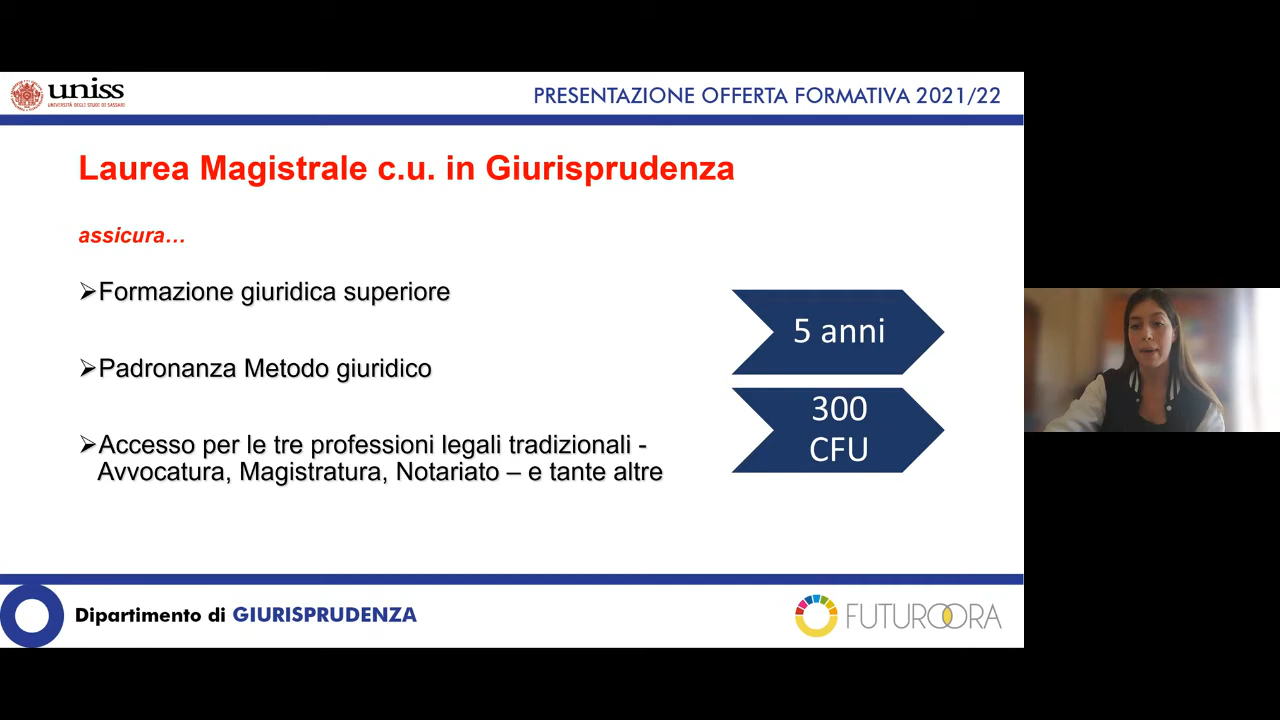 uniss
UNIVERSITÀ DEGLI STUDI DI SASSARI
PRESENTAZIONE OFFERTA FORMATIVA 2021/22
Laurea Magistrale c.u. in Giurisprudenza
assicura...
➢Formazione giuridica superiore
➢Padronanza Metodo giuridico
➢Accesso per le tre professioni legali tradizionali -
Avvocatura, Magistratura, Notariato – e tante altre
5 anni
300
CFU
Dipartimento di GIURISPRUDENZA
FUTUROORA